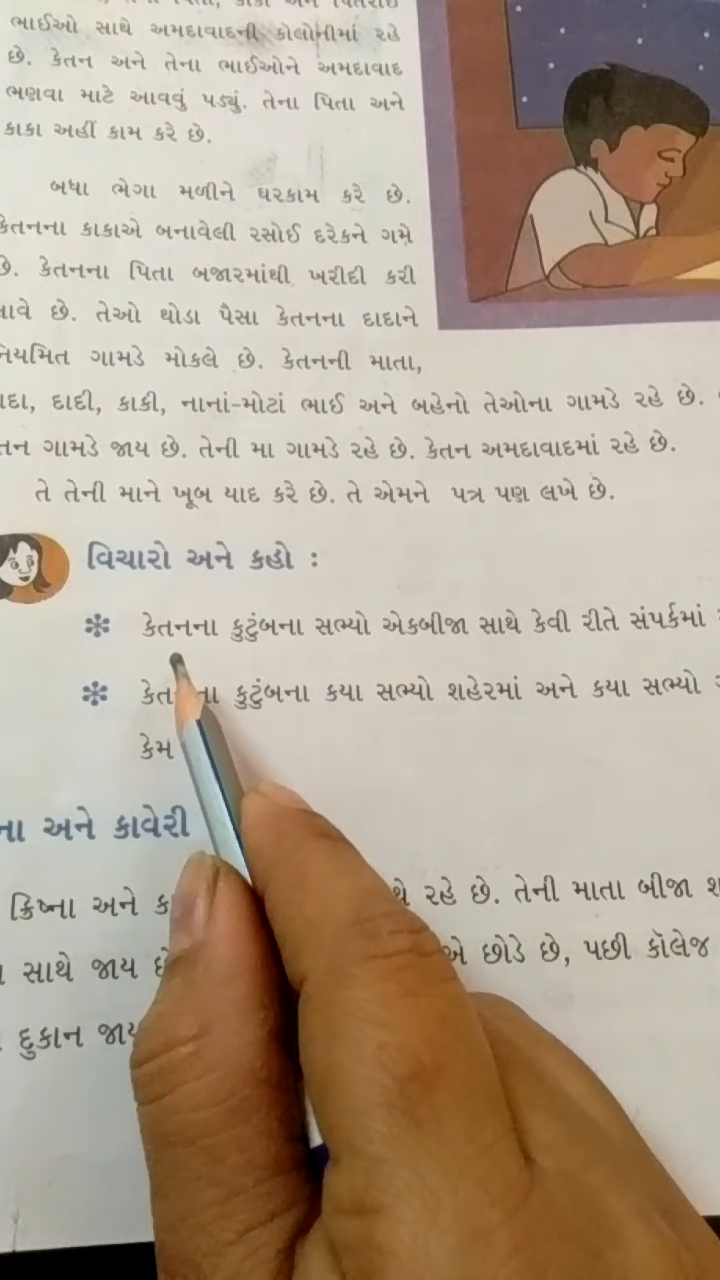 ભાઈઓ સાથે અમદાવાદની કૉલોનીમાં રહે
છે. કેતન અને તેના ભાઈઓને અમદાવાદ
ભણવા માટે આવવું પડ્યું. તેના પિતા અને
કાકા અહીં કામ કરે છે.
બધા ભેગા મળીને ઘરકામ કરે છે.
કેતનના કાકાએ બનાવેલી રસોઈ દરેકને ગમે
છે. કેતનના પિતા બજારમાંથી ખરીદી કરી
છે. તેઓ થોડા પૈસા કેતનના દાદાને
ગામડે મોકલે છે. કેતનની માતા,
દાદી, કાકી, નાનાં-મોટાં ભાઈ અને બહેનો તેઓના ગામડે રહે છે.
ગામડે જાય છે. તેની મા ગામડે રહે છે. કેતન અમદાવાદમાં રહે છે.
તે તેની માને ખૂબ યાદ કરે છે. તે એમને પત્ર પણ લખે છે.
વિચારો અને કહો :
કેતનના કુટુંબના સભ્યો એકબીજા સાથે કેવી રીતે સંપર્કમાં
કુટુંબના કયા સભ્યો શહેરમાં અને કયા સભ્યો
કેમ
અને કાવેરી
ક્રિષ્ના અને રહે છે. તેની માતા બીજા
સાથે જાય છોડે છે, પછી કૉલેજ
દુકાન